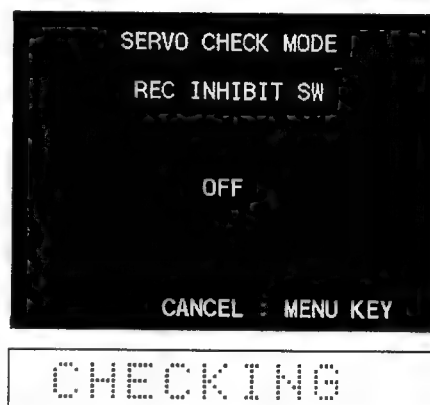 SERVO CHECK MODE
REC INHIBIT SW
OFF
CANCEL : MENU KEY
CHECKING